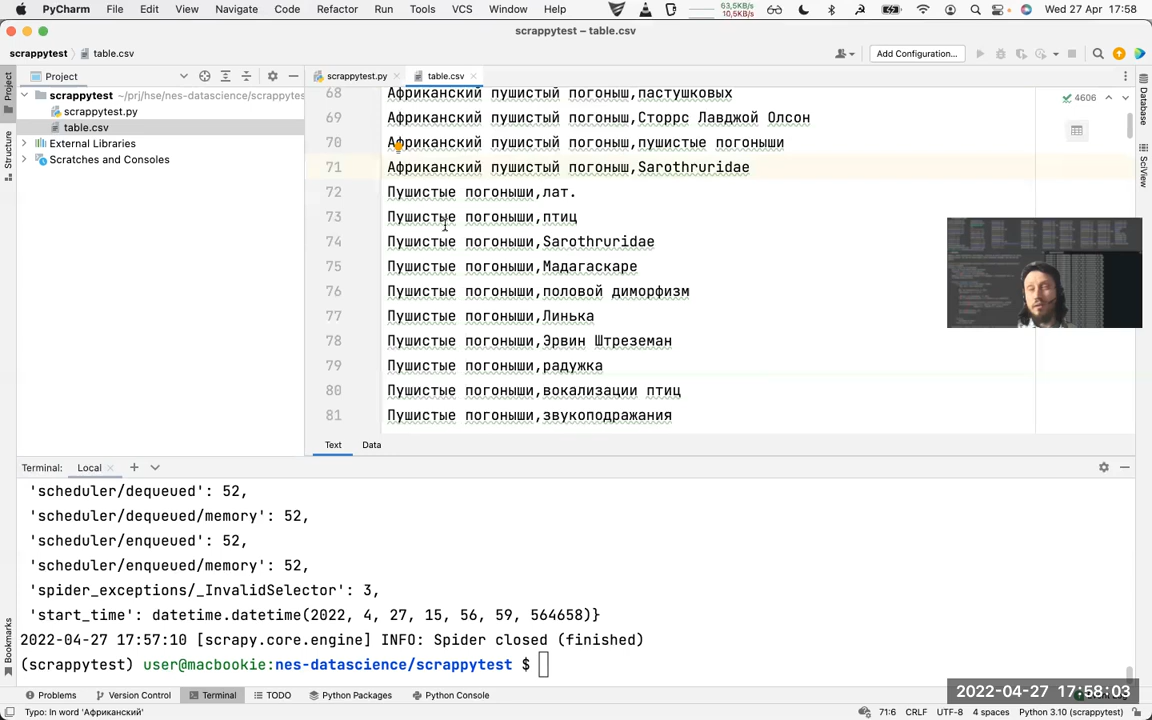 PyCharm File Edit View Navigate Code Refactor Run Tools VCS Window Help 63,5KB/s 10,5KB/s Wed 27 Apr 17:58
scrappytest – table.csv
scrappytest table.csv Add Configuration...
Project scrappytest.py table.csv
scrappytest ~/prj/hse/nes-datascience/scrappytes
scrappytest.py
table.csv
External Libraries
Scratches and Consoles
Project
Structure
Bookmarks
4606
68 Африканский пушистый погоныш,пастушковых
69 Африканский пушистый погоныш,Сторрс Лавджой Олсон
70 Африканский пушистый погоныш,пушистые погоныши
71 Африканский пушистый погоныш,Sarothruridae
72 Пушистые погоныши,лат.
73 Пушистые погоныши,птиц
74 Пушистые погоныши,Sarothruridae
75 Пушистые погоныши,Мадагаскаре
76 Пушистые погоныши,половой диморфизм
77 Пушистые погоныши,Линька
78 Пушистые погоныши,Эрвин Штреземан
79 Пушистые погоныши,радужка
80 Пушистые погоныши,вокализации птиц
81 Пушистые погоныши,звукоподражания
Database
SciView
Text Data
Terminal: Local
'scheduler/dequeued': 52,
'scheduler/dequeued/memory': 52,
'scheduler/enqueued': 52,
'scheduler/enqueued/memory': 52,
'spider_exceptions/_InvalidSelector': 3,
'start_time': datetime.datetime(2022, 4, 27, 15, 56, 59, 564658)}
2022-04-27 17:57:10 [scrapy.core.engine] INFO: Spider closed (finished)
(scrappytest) user@macbookie:nes-datascience/scrappytest $
Problems Version Control Terminal TODO Python Packages Python Console
2022-04-27 17:58:03
Typo: In word 'Африканский' 71:6 CRLF UTF-8 4 spaces Python 3.10 (scrappytest)